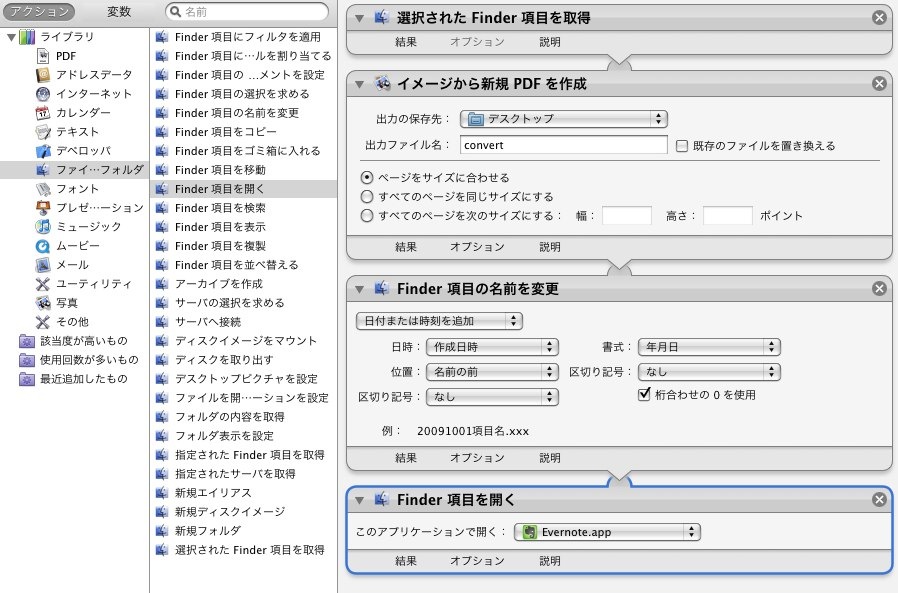 アクション
変数
名前
ライブラリ
PDF
アドレスデータ
インターネット
カレンダー
テキスト
デベロッパ
ファイ…フォルダ
フォント
プレゼ…ーション
ミュージック
ムービー
メール
ユーティリティ
写真
その他
該当度が高いもの
使用回数が多いもの
最近追加したもの
Finder 項目にフィルタを適用
Finder 項目に…ルを割り当てる
Finder 項目の …メントを設定
Finder 項目の選択を求める
Finder 項目の名前を変更
Finder 項目をコピー
Finder 項目をゴミ箱に入れる
Finder 項目を移動
Finder 項目を開く
Finder 項目を検索
Finder 項目を表示
Finder 項目を複製
Finder 項目を並べ替える
アーカイブを作成
サーバの選択を求める
サーバへ接続
ディスクイメージをマウント
ディスクを取り出す
デスクトップピクチャを設定
ファイルを開…ーションを設定
フォルダの内容を取得
フォルダ表示を設定
指定された Finder 項目を取得
指定されたサーバを取得
新規エイリアス
新規ディスクイメージ
新規フォルダ
選択された Finder 項目を取得
選択された Finder 項目を取得
結果 オプション 説明
イメージから新規 PDF を作成
出力の保存先： デスクトップ
出力ファイル名： convert 既存のファイルを置き換える
ページをサイズに合わせる
すべてのページを同じサイズにする
すべてのページを次のサイズにする： 幅： 高さ： ポイント
結果 オプション 説明
Finder 項目の名前を変更
日付または時刻を追加
日時： 作成日時 書式： 年月日
位置： 名前の前 区切り記号： なし
区切り記号： なし 桁合わせの 0 を使用
例： 20091001項目名.xxx
結果 オプション 説明
Finder 項目を開く
このアプリケーションで開く： Evernote.app
結果 オプション 説明